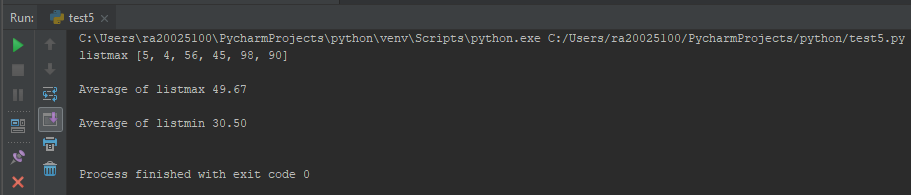 Run: test5
C:\Users\ra20025100\PycharmProjects\python\venv\Scripts\python.exe C:/Users/ra20025100/PycharmProjects/python/test5.py
listmax [5, 4, 56, 45, 98, 90]
Average of listmax 49.67
Average of listmin 30.50
Process finished with exit code 0